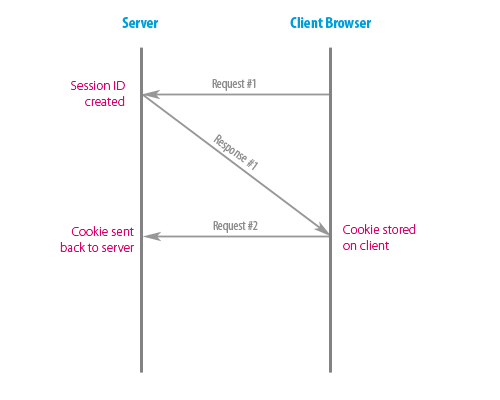 Server
Client Browser
Request #1
Session ID
created
Response #1
Request #2
Cookie sent
back to server
Cookie stored
on client